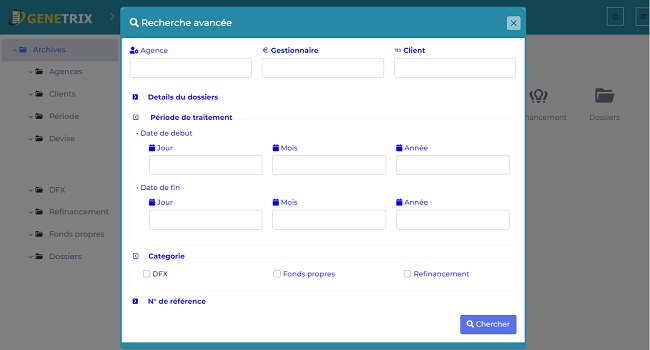 GENETRIX
Recherche avancée
Archives
Agences
Clients
Période
Devise
DFX
Refinancement
Fonds propres
Dossiers
Agence
Gestionnaire
Client
Details du dossiers
Période de traitement
• Date de début
Jour
Mois
Année
• Date de fin
Jour
Mois
Année
Categorie
DFX
Fonds propres
Refinancement
N° de référence
Chercher
nancement
Dossiers